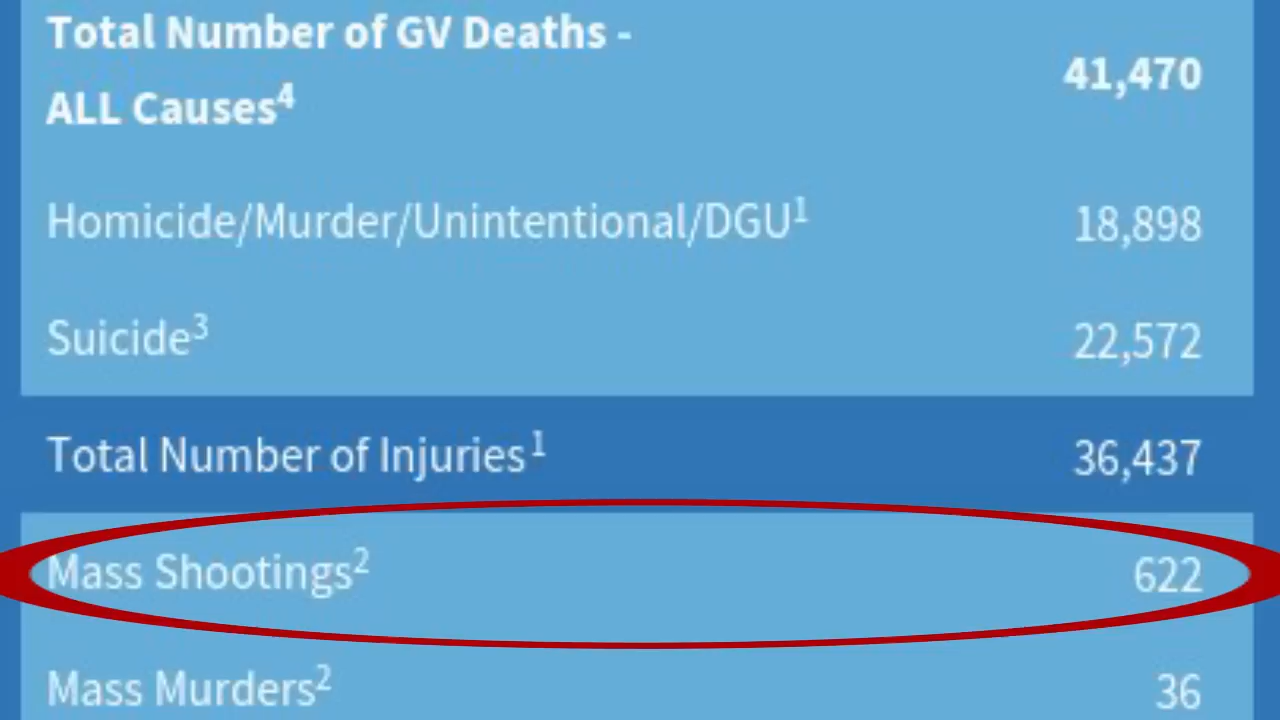 Total Number of GV Deaths -
ALL Causes⁴ 41,470
Homicide/Murder/Unintentional/DGU¹ 18,898
Suicide³ 22,572
Total Number of Injuries¹ 36,437
Mass Shootings² 622
Mass Murders² 36